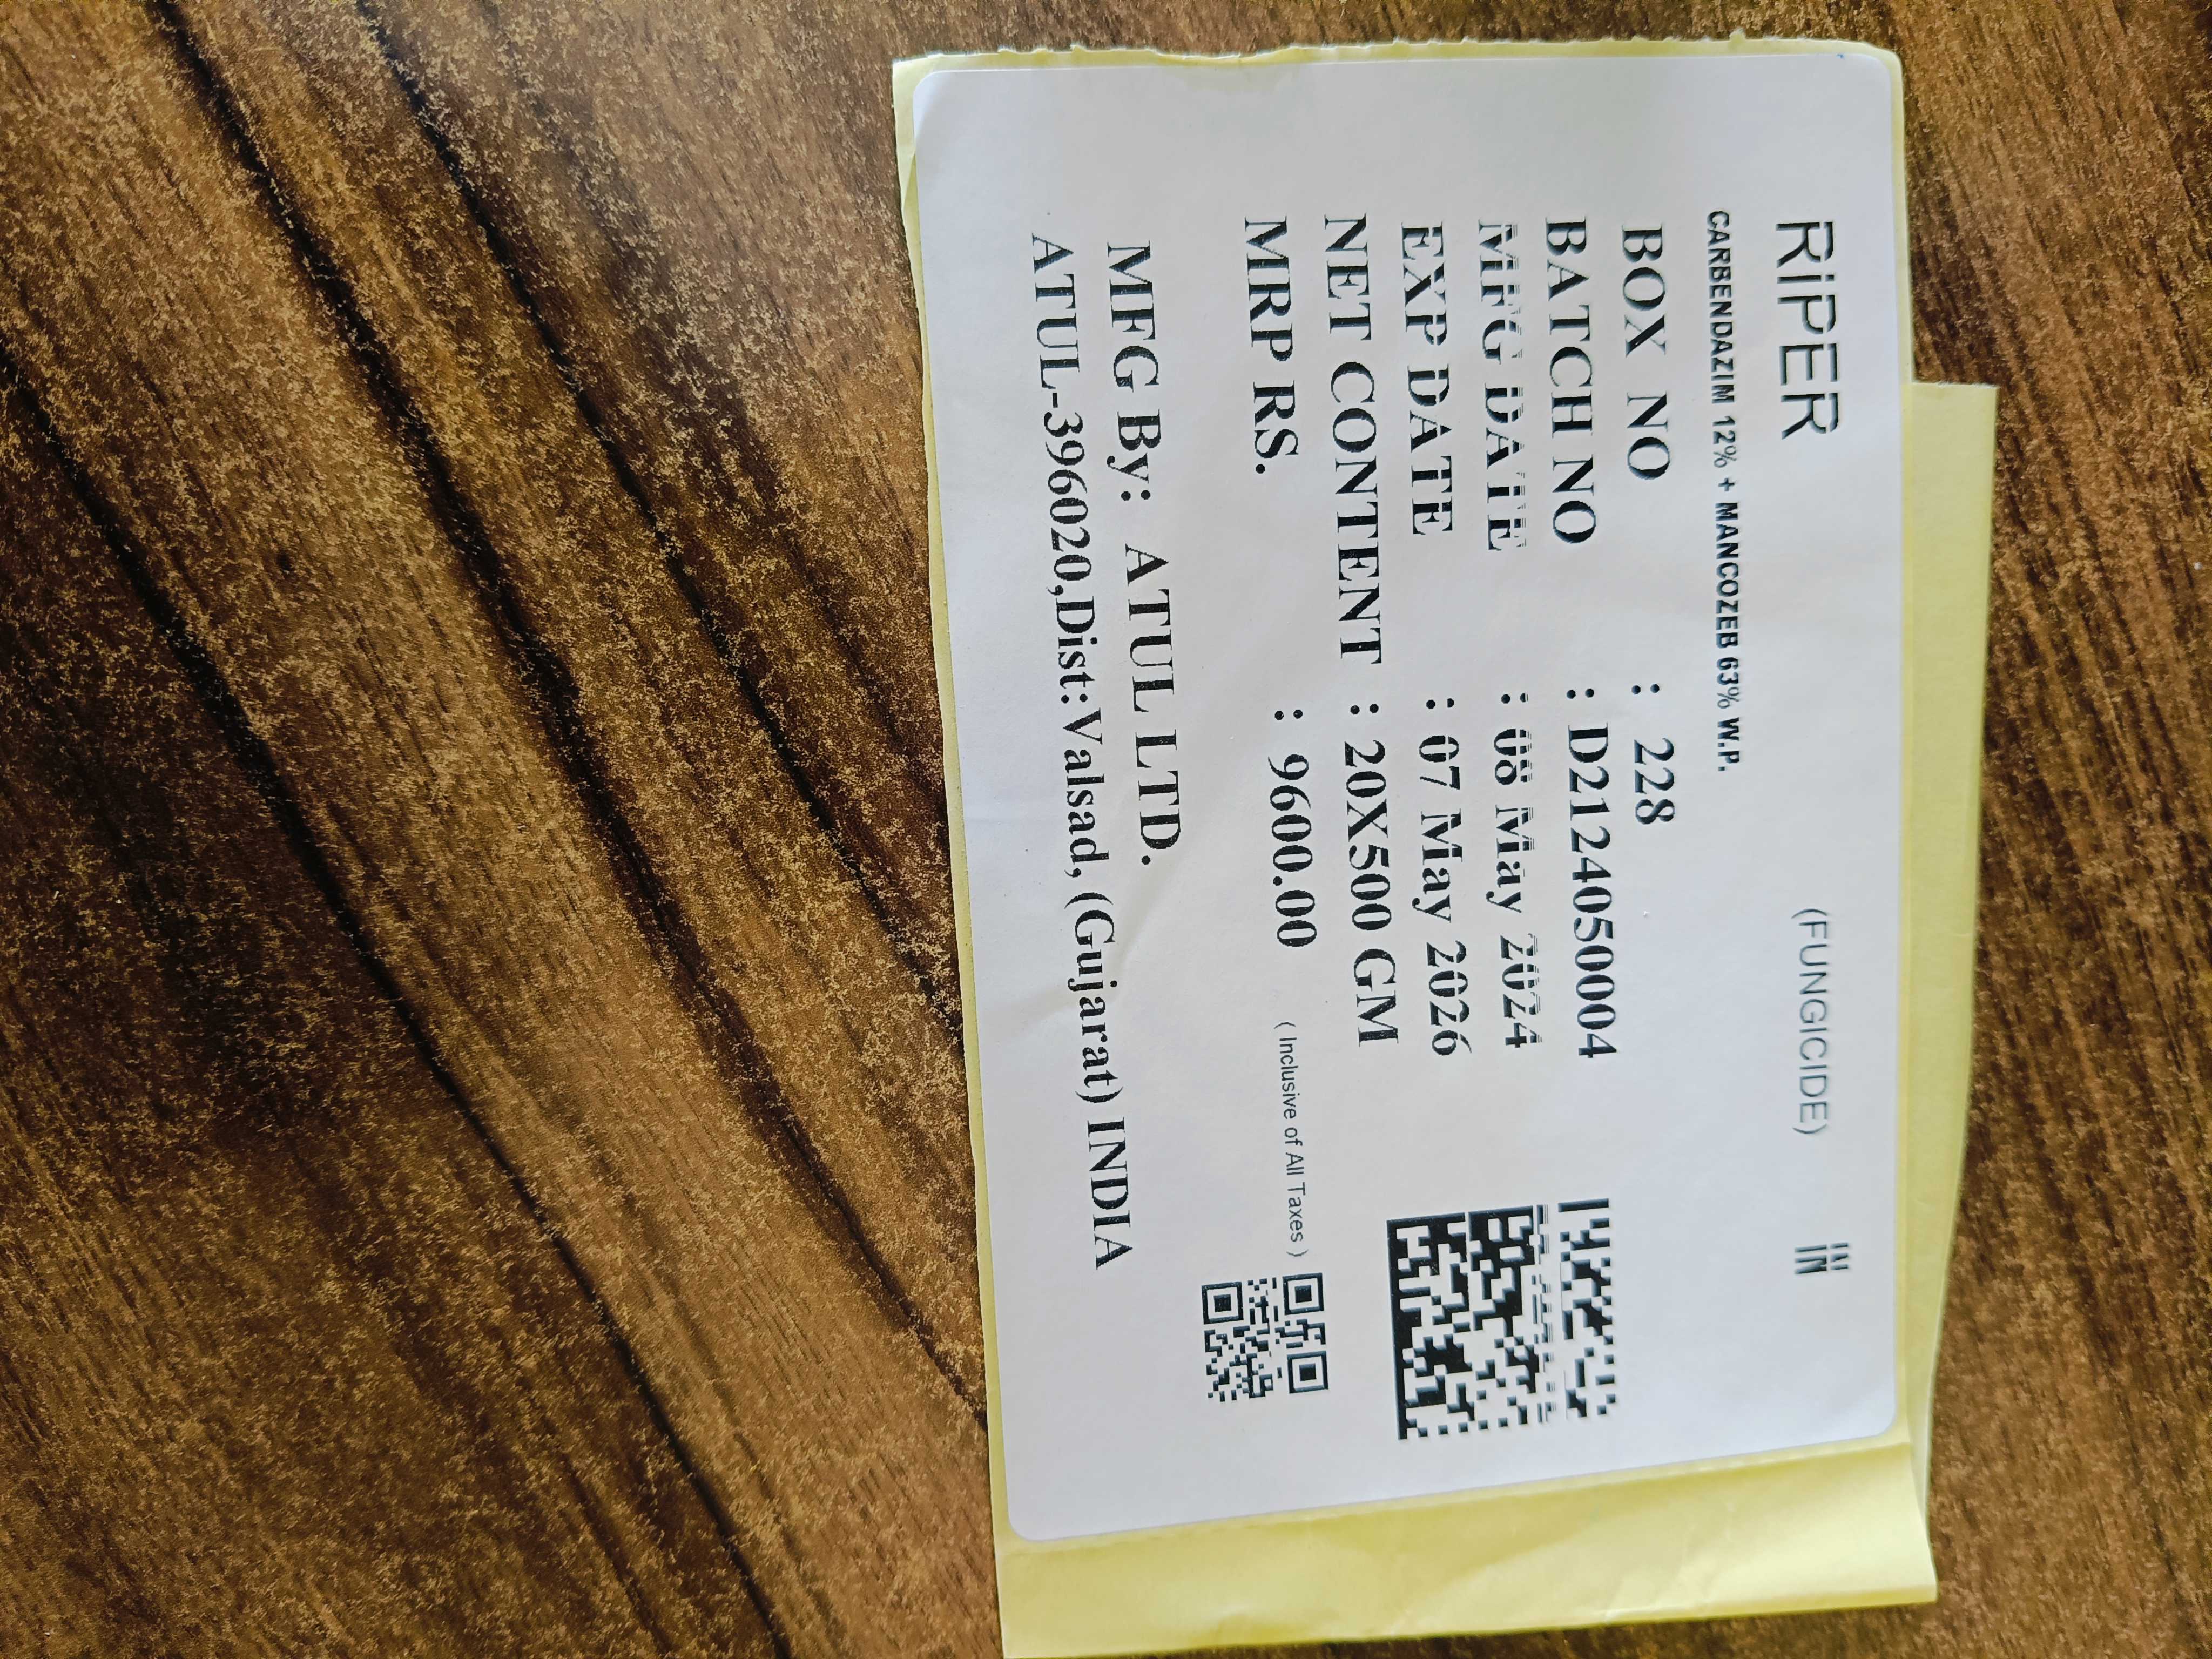 RiPER (FUNGICIDE) IN
CARBENDAZIM 12% + MANCOZEB 63% W.P.
BOX NO : 228
BATCH NO : D2124050004
MFG DATE : 08 May 2024
EXP DATE : 07 May 2026
NET CONTENT : 20X500 GM
MRP RS. : 9600.00 ( Inclusive of All Taxes )
MFG By: ATUL LTD.
ATUL-396020,Dist:Valsad, (Gujarat) INDIA